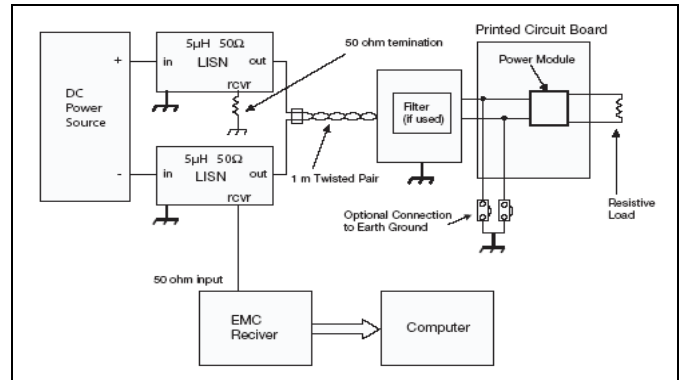 Printed Circuit Board
5µH 50Ω
LISN
in
out
rcvr
50 ohm temination
Power Module
+
DC
Power
Source
-
Filter
(if used)
5µH 50Ω
LISN
in
out
rcvr
1 m Twisted Pair
Optional Connection
to Earth Ground
Resistive
Load
50 ohm input
EMC
Reciver
Computer